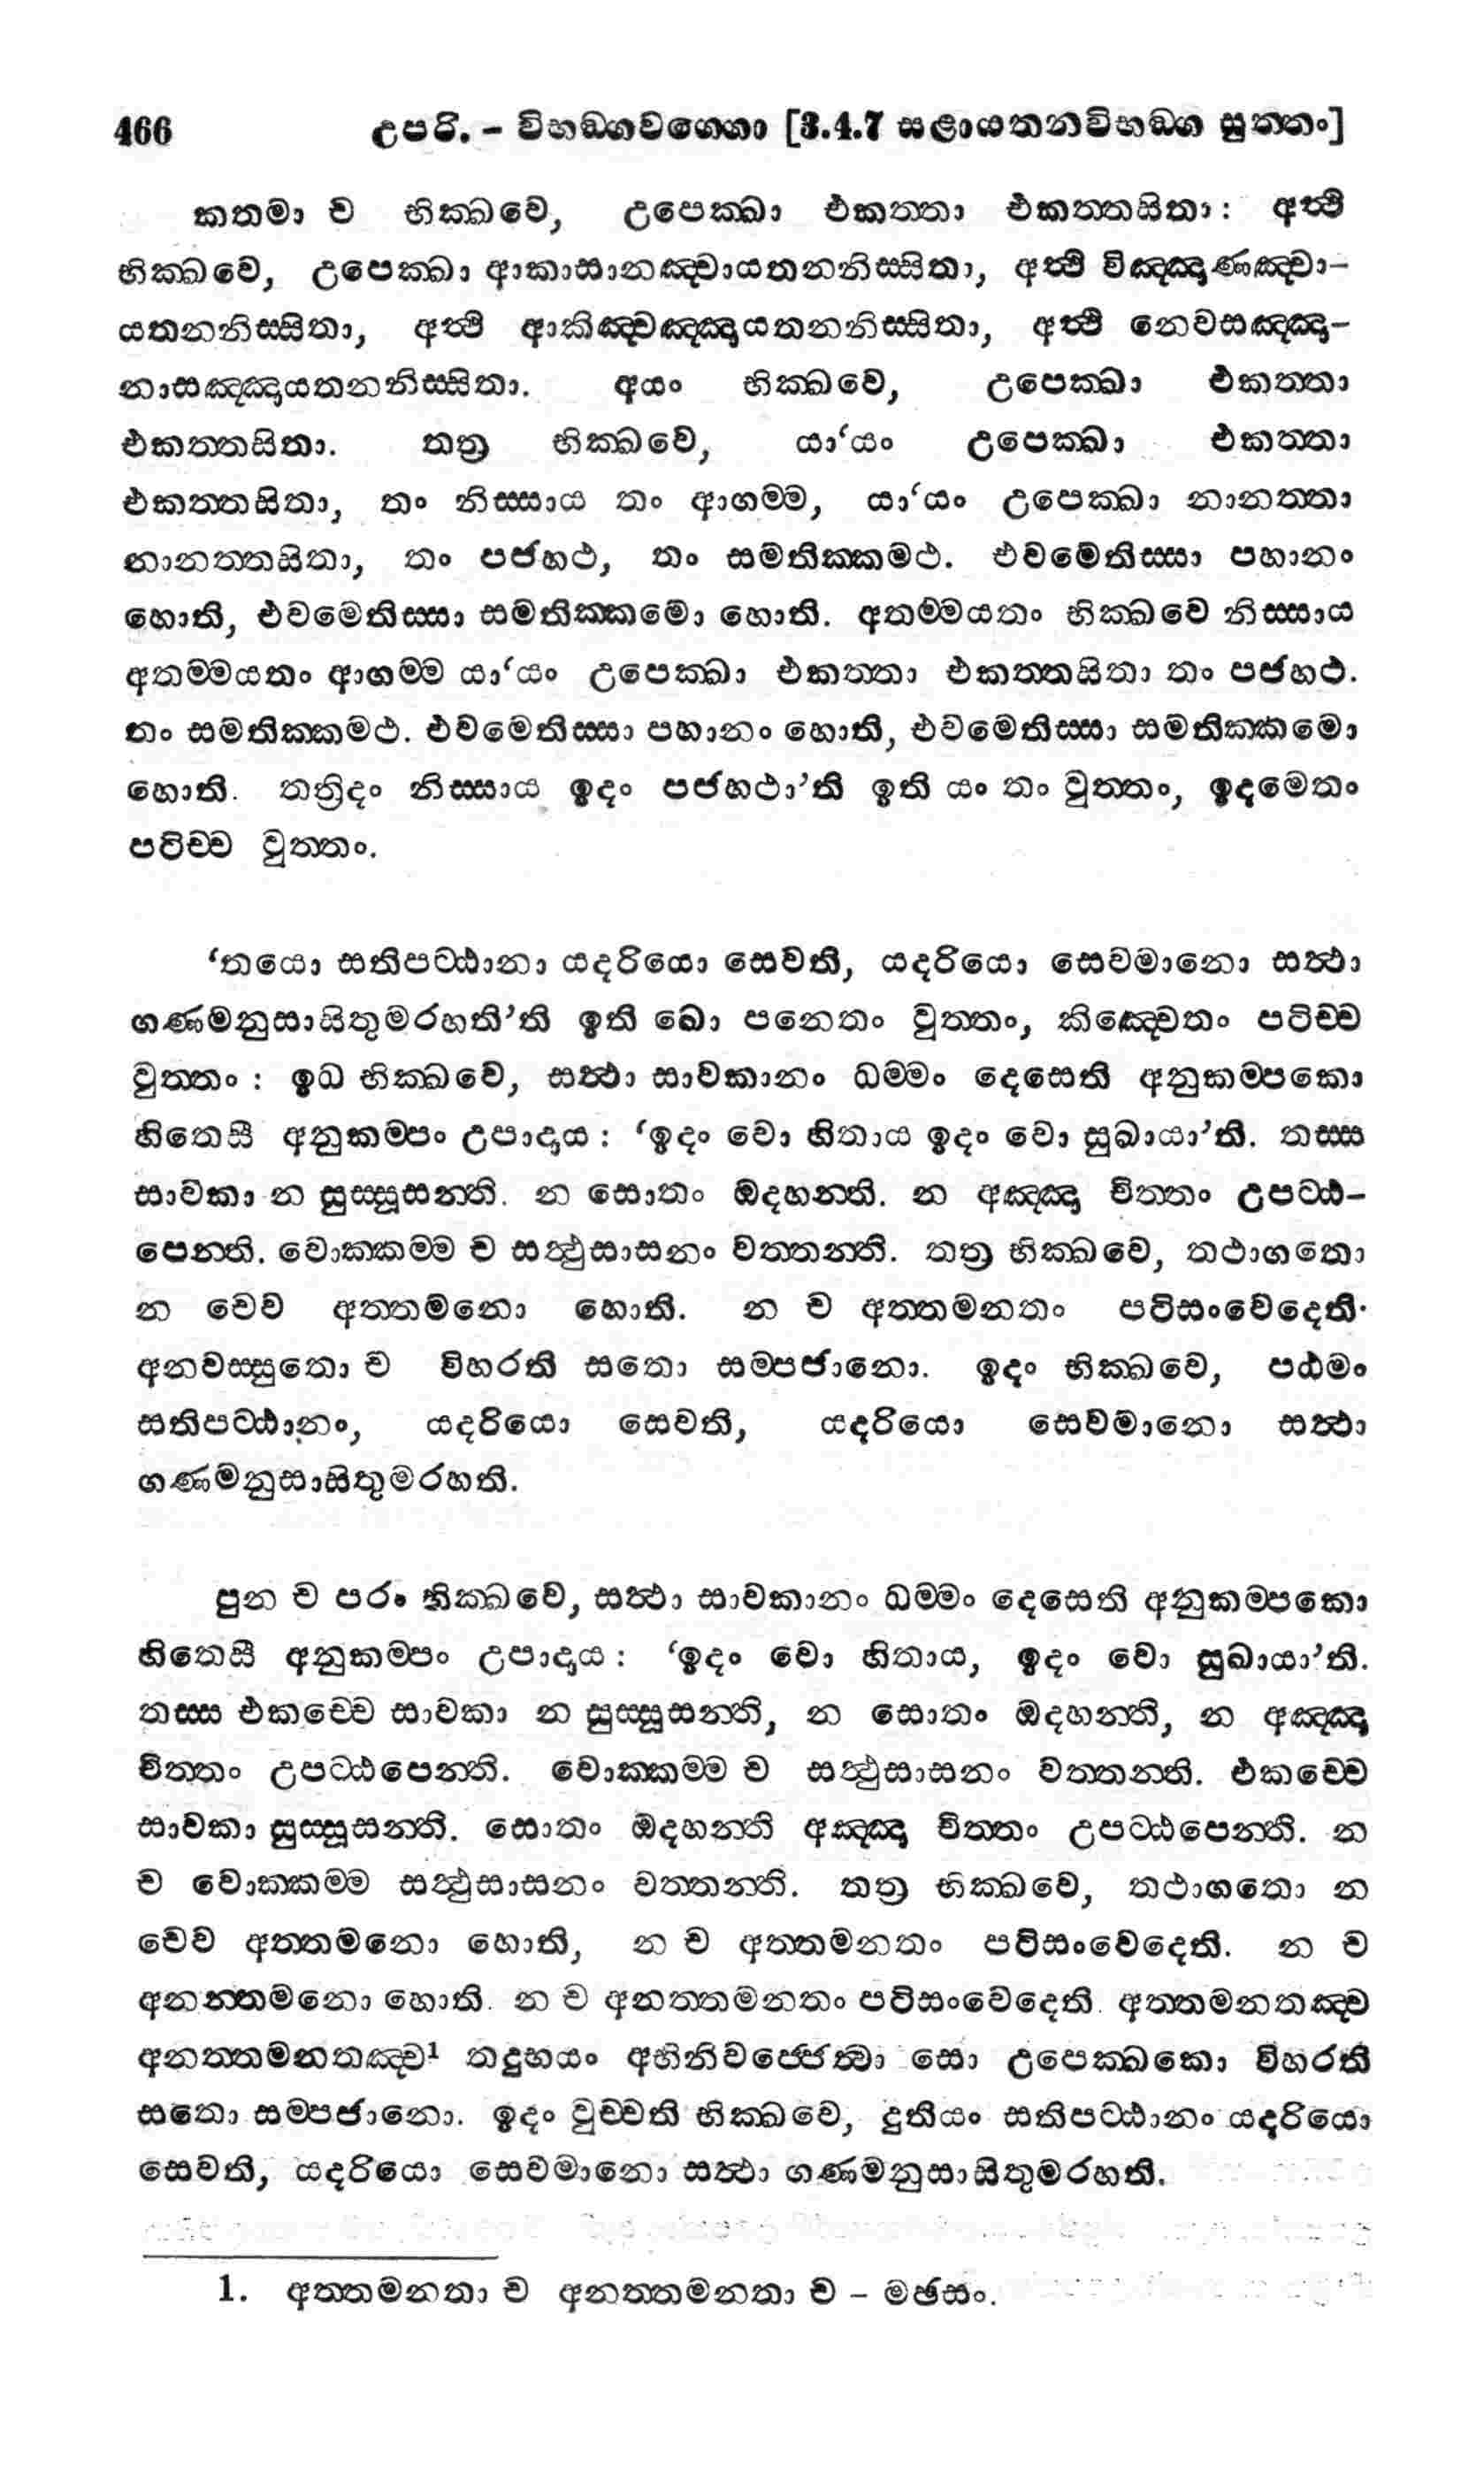 466 උපරි. - විභඞ්ගවග්ගො [3.4.7 සළායතනවිභඞ්ග සුත්තං]
කතමා ච භික්ඛවෙ, උපෙක්ඛා එකත්තා එකත්තසිතා: අත්ථි
භික්ඛවෙ, උපෙක්ඛා ආකාසානඤ්චායතනනිස්සිතා, අත්ථි විඤ්ඤාණඤ්චා-
යතනනිස්සිතා, අත්ථි ආකිඤ්චඤ්ඤායතනනිස්සිතා, අත්ථි නෙවසඤ්ඤා-
නාසඤ්ඤායතනනිස්සිතා. අයං භික්ඛවෙ, උපෙක්ඛා එකත්තා
එකත්තසිතා. තත්‍ර භික්ඛවෙ, යා‘යං උපෙක්ඛා එකත්තා
එකත්තසිතා, තං නිස්සාය තං ආගම්ම, යා‘යං උපෙක්ඛා නානත්තා
නානත්තසිතා, තං පජහථ, තං සමතික්කමථ. එවමෙතිස්සා පහානං
හොති, එවමෙතිස්සා සමතික්කමො හොති. අතම්මයතං භික්ඛවෙ නිස්සාය
අතම්මයතං ආගම්ම යා‘යං උපෙක්ඛා එකත්තා එකත්තසිතා තං පජහථ.
තං සමතික්කමථ. එවමෙතිස්සා පහානං හොති, එවමෙතිස්සා සමතික්කමො
හොති. තත්‍රිදං නිස්සාය ඉදං පජහථා’ති ඉති යං තං වුත්තං, ඉදමෙතං
පටිච්ච වුත්තං.
‘තයො සතිපට්ඨානා යදරියො සෙවති, යදරියො සෙවමානො සත්ථා
ගණමනුසාසිතුමරහති’ති ඉති ඛො පනෙතං වුත්තං, කිඤ්චෙතං පටිච්ච
වුත්තං : ඉධ භික්ඛවෙ, සත්ථා සාවකානං ධම්මං දෙසෙති අනුකම්පකො
හිතෙසී අනුකම්පං උපාදාය : ‘ඉදං වො හිතාය ඉදං වො සුඛායා’ති. තස්ස
සාවකා න සුස්සූසන්ති. න සොතං ඔදහන්ති. න අඤ්ඤා චිත්තං උපට්ඨ-
පෙන්ති. වොක්කම්ම ච සත්ථුසාසනං වත්තන්ති. තත්‍ර භික්ඛවෙ, තථාගතො
න චෙව අත්තමනො හොති. න ච අත්තමනතං පටිසංවෙදෙති.
අනවස්සුතො ච විහරති සතො සම්පජානො. ඉදං භික්ඛවෙ, පඨමං
සතිපට්ඨානං, යදරියො සෙවති, යදරියො සෙවමානො සත්ථා
ගණමනුසාසිතුමරහති.
පුන ච පරං භික්ඛවෙ, සත්ථා සාවකානං ධම්මං දෙසෙති අනුකම්පකො
හිතෙසී අනුකම්පං උපාදාය : ‘ඉදං වො හිතාය, ඉදං වො සුඛායා’ති.
තස්ස එකච්චෙ සාවකා න සුස්සූසන්ති, න සොතං ඔදහන්ති, න අඤ්ඤා
චිත්තං උපට්ඨපෙන්ති. වොක්කම්ම ච සත්ථුසාසනං වත්තන්ති. එකච්චෙ
සාවකා සුස්සූසන්ති. සොතං ඔදහන්ති අඤ්ඤා චිත්තං උපට්ඨපෙන්ති. න
ච වොක්කම්ම සත්ථුසාසනං වත්තන්ති. තත්‍ර භික්ඛවෙ, තථාගතො න
චෙව අත්තමනො හොති, න ච අත්තමනතං පටිසංවෙදෙති. න ච
අනත්තමනො හොති. න ච අනත්තමනතං පටිසංවෙදෙති. අත්තමනතඤ්ච
අනත්තමනතඤ්ච¹ තදුභයං අභිනිවජ්ජෙත්වා සො උපෙක්ඛකො විහරති
සතො සම්පජානො. ඉදං වුච්චති භික්ඛවෙ, දුතියං සතිපට්ඨානං යදරියො
සෙවති, යදරියො සෙවමානො සත්ථා ගණමනුසාසිතුමරහති.
1. අත්තමනතා ච අනත්තමනතා ච – මඡසං.